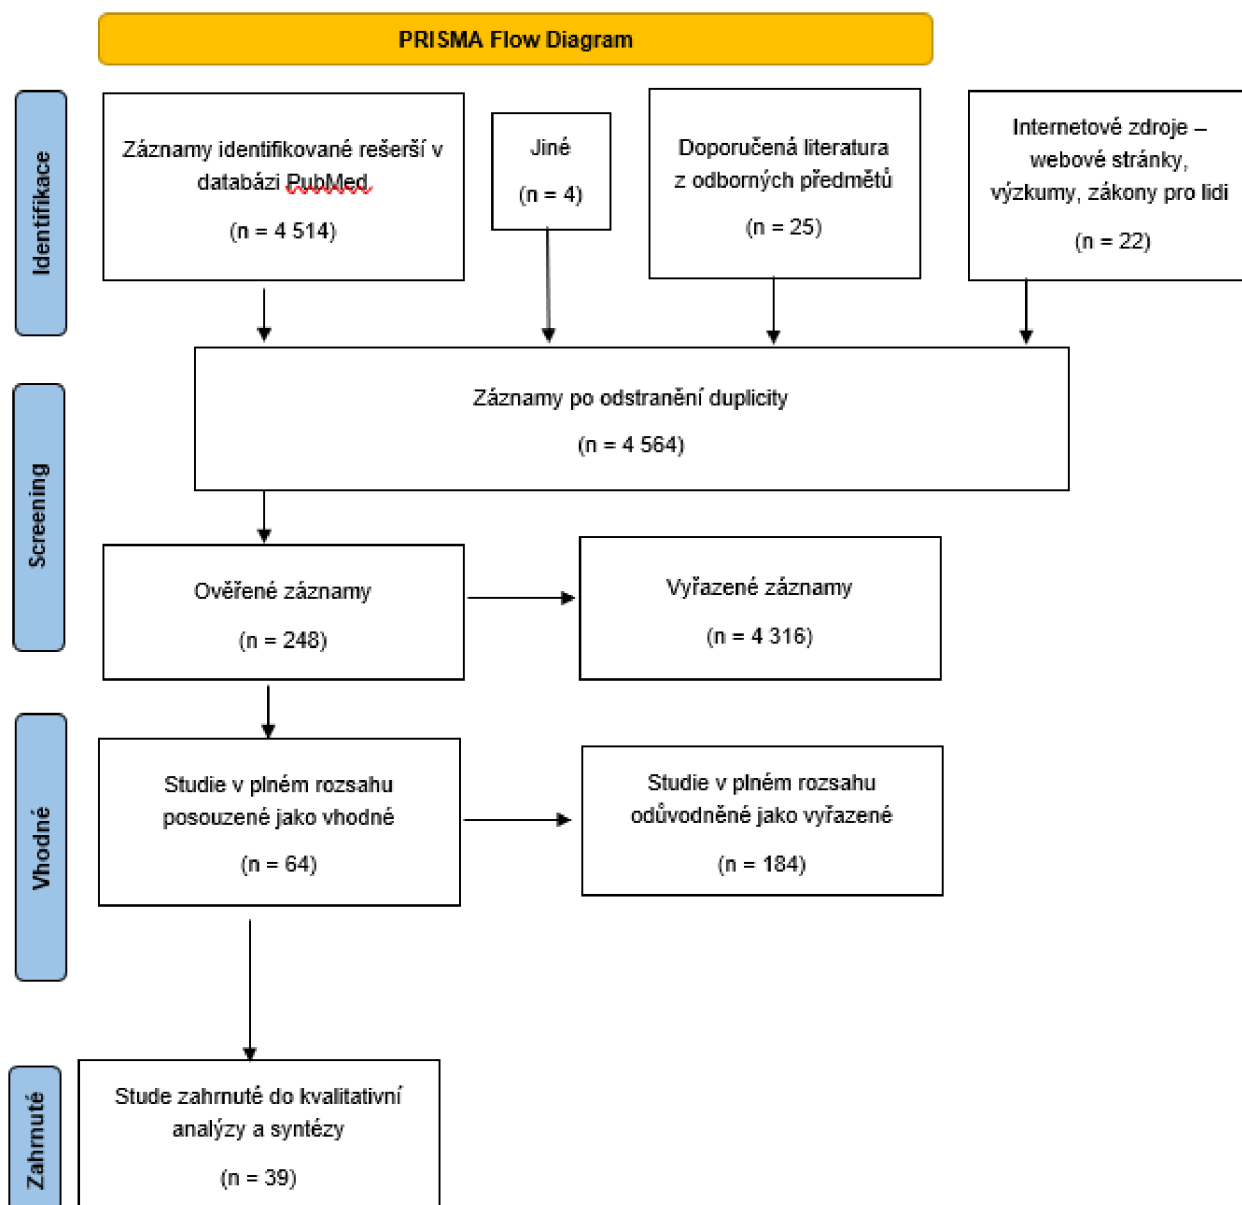 PRISMA Flow Diagram
Identifikace
Záznamy identifikované rešerší v
databázi PubMed
(n = 4 514)
Jiné
(n = 4)
Doporučená literatura
z odborných předmětů
(n = 25)
Internetové zdroje –
webové stránky,
výzkumy, zákony pro lidi
(n = 22)
Screening
Záznamy po odstranění duplicity
(n = 4 564)
Ověřené záznamy
(n = 248)
Vyřazené záznamy
(n = 4 316)
Vhodné
Studie v plném rozsahu
posouzené jako vhodné
(n = 64)
Studie v plném rozsahu
odůvodněné jako vyřazené
(n = 184)
Zahrnuté
Stude zahrnuté do kvalitativní
analýzy a syntézy
(n = 39)